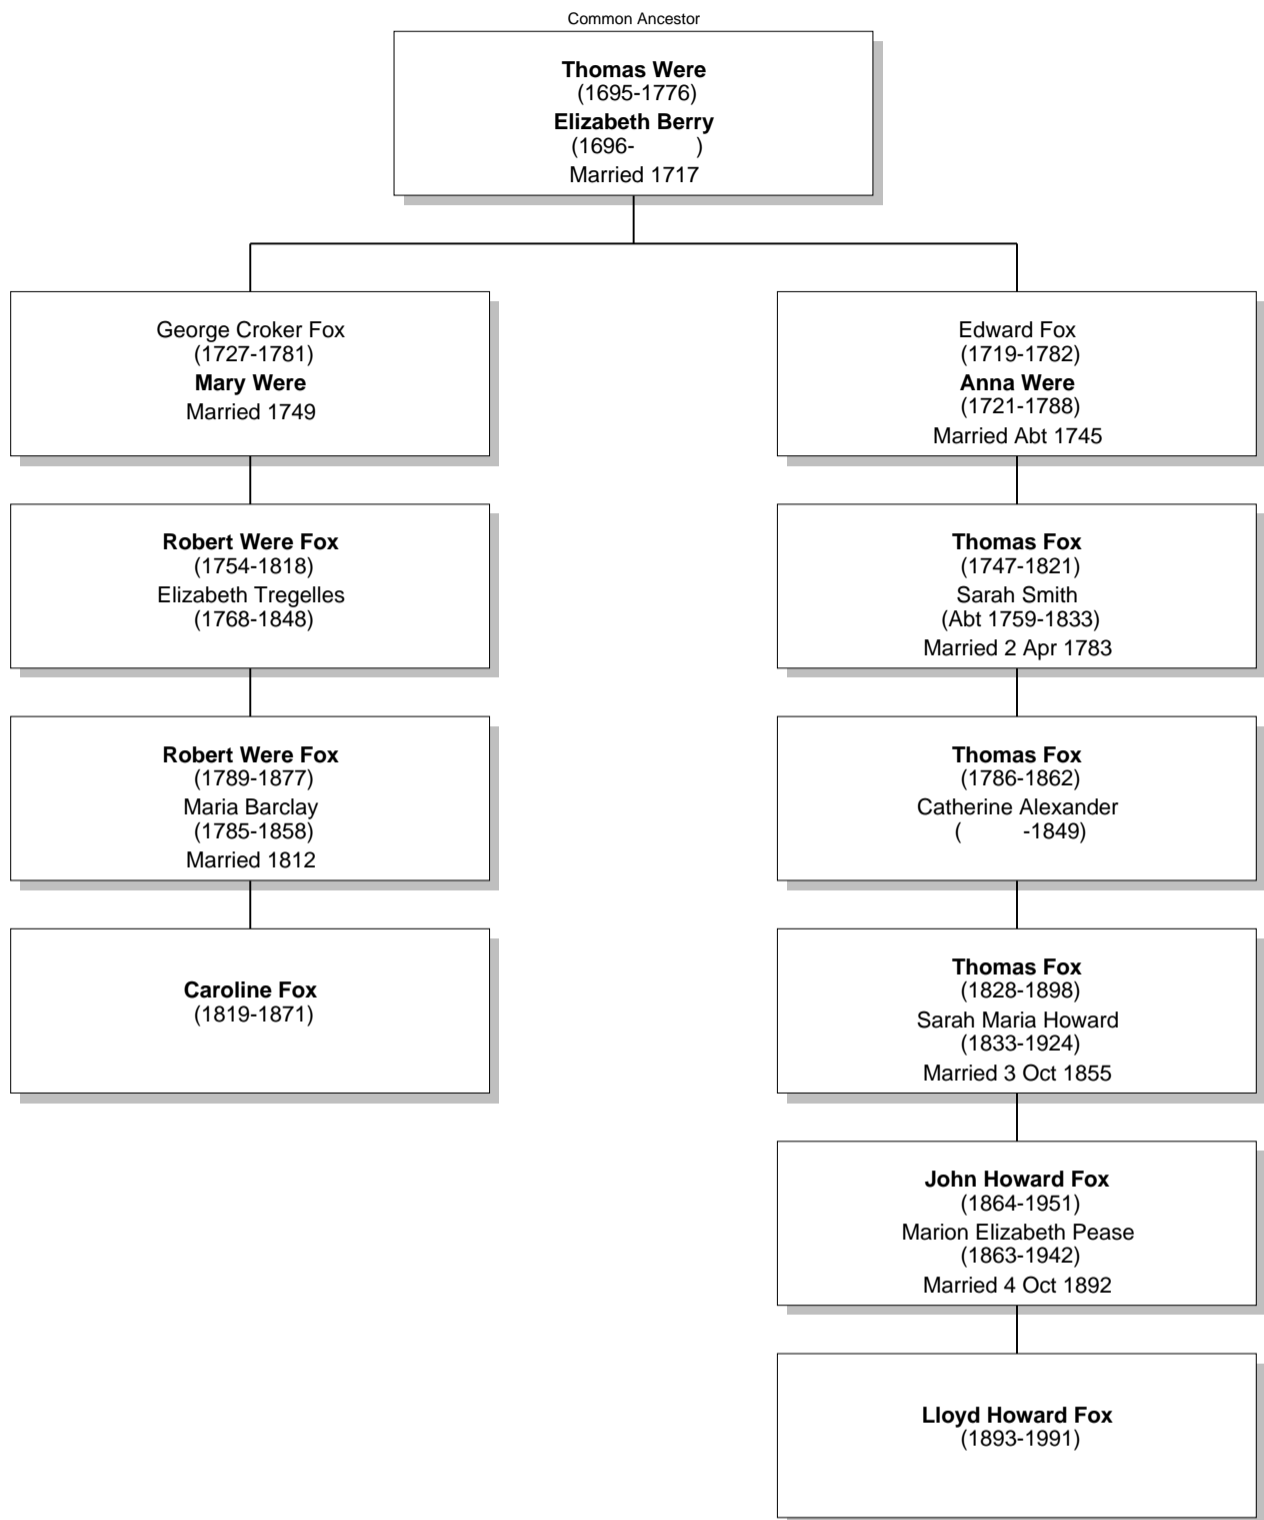 Common Ancestor
Thomas Were
(1695-1776)
Elizabeth Berry
(1696- )
Married 1717
George Croker Fox
(1727-1781)
Mary Were
Married 1749
Edward Fox
(1719-1782)
Anna Were
(1721-1788)
Married Abt 1745
Robert Were Fox
(1754-1818)
Elizabeth Tregelles
(1768-1848)
Thomas Fox
(1747-1821)
Sarah Smith
(Abt 1759-1833)
Married 2 Apr 1783
Robert Were Fox
(1789-1877)
Maria Barclay
(1785-1858)
Married 1812
Thomas Fox
(1786-1862)
Catherine Alexander
( -1849)
Caroline Fox
(1819-1871)
Thomas Fox
(1828-1898)
Sarah Maria Howard
(1833-1924)
Married 3 Oct 1855
John Howard Fox
(1864-1951)
Marion Elizabeth Pease
(1863-1942)
Married 4 Oct 1892
Lloyd Howard Fox
(1893-1991)